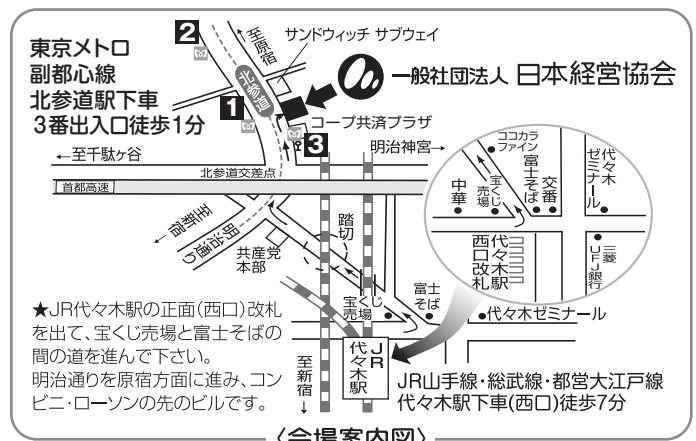 東京メトロ
副都心線
北参道駅下車
3番出入口徒歩1分
2
至原宿
サンドウィッチ サブウェイ
北参道
一般社団法人 日本経営協会
1
コープ共済プラザ
3
←至千駄ヶ谷
明治神宮→
北参道交差点
首都高速
至新宿
明治通り
共産党
本部
踏切
宝くじ
売場
富士
そば
代々木ゼミナール
ココカラ
ファイン
中華
宝くじ
売場
富士そば
交番
代々木
ゼミナール
代々木駅
西口改札
三菱
UFJ銀行
★JR代々木駅の正面(西口)改札
を出て、宝くじ売場と富士そばの
間の道を進んで下さい。
明治通りを原宿方面に進み、コン
ビニ・ローソンの先のビルです。
至新宿
JR
代々木駅
JR山手線・総武線・都営大江戸線
代々木駅下車(西口)徒歩7分
〈会場案内図〉